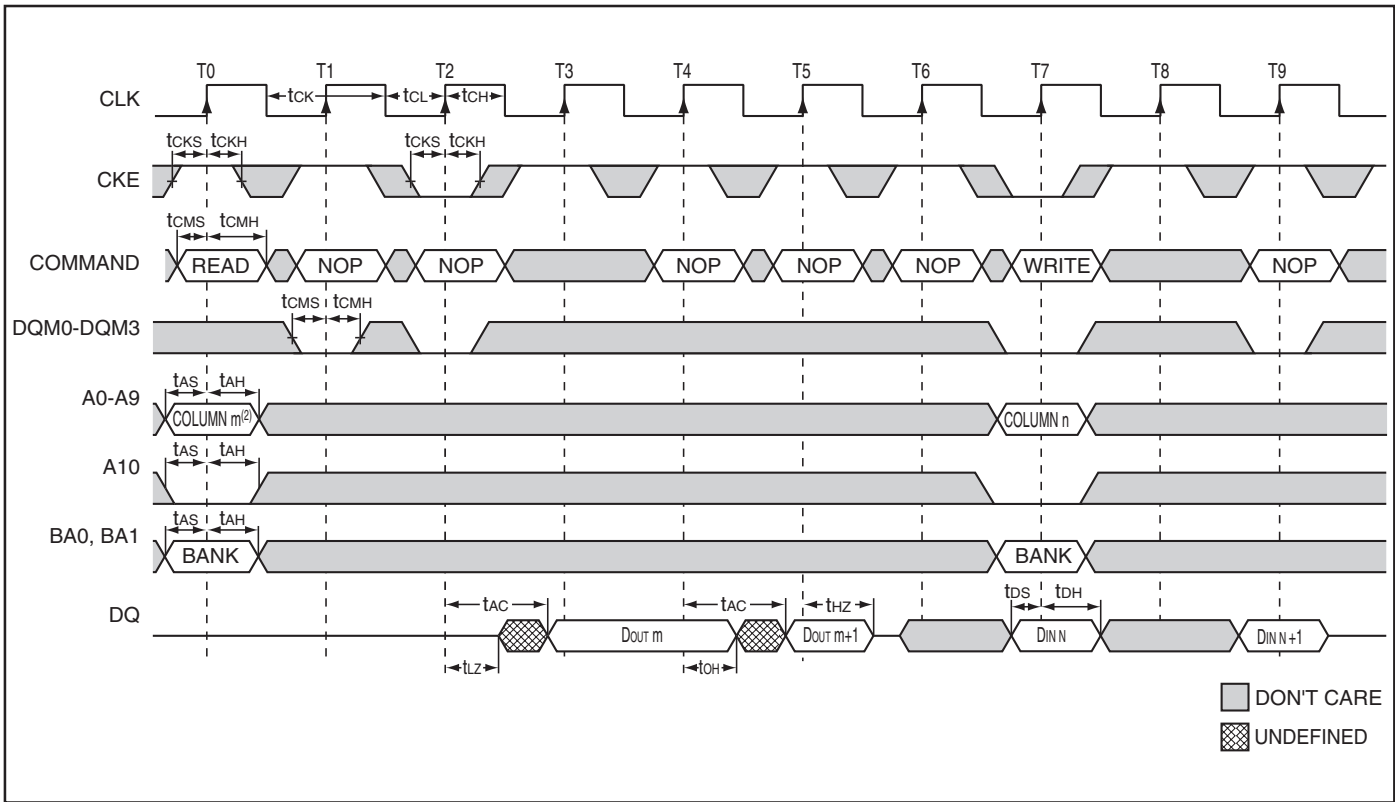 T0 T1 T2 T3 T4 T5 T6 T7 T8 T9
CLK tCK tCL tCH
tCKS tCKH tCKS tCKH
CKE
tCMS tCMH
COMMAND READ NOP NOP NOP NOP NOP WRITE NOP
tCMS tCMH
DQM0-DQM3
tAS tAH
A0-A9 COLUMN m(2) COLUMN n
tAS tAH
A10
tAS tAH
BA0, BA1 BANK BANK
tAC tAC tHZ tDS tDH
DQ DOUT m DOUT m+1 DIN N DIN N+1
tLZ tOH
DON'T CARE
UNDEFINED